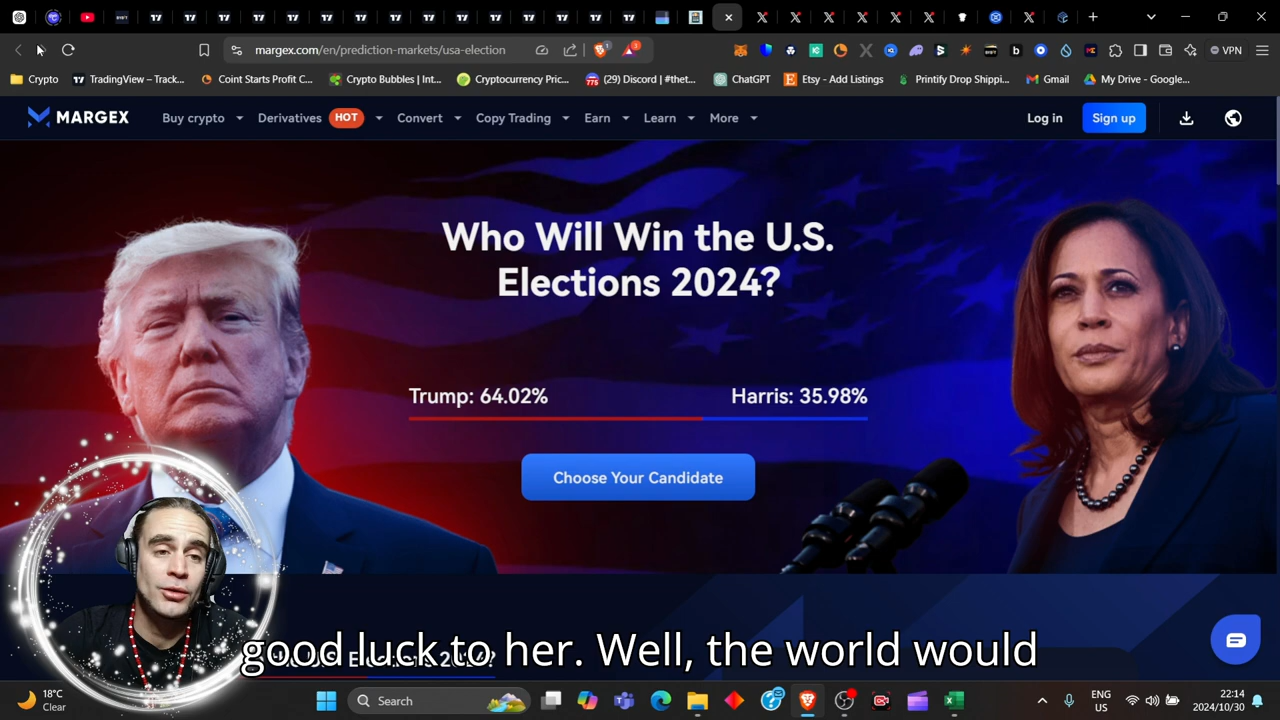 margex.com/en/prediction-markets/usa-election
1
3
VPN
Crypto
TradingView – Track...
Coint Starts Profit C...
Crypto Bubbles | Int...
Cryptocurrency Pric...
(29) Discord | #thet...
ChatGPT
Etsy - Add Listings
Printify Drop Shippi...
Gmail
My Drive - Google...
MARGEX
Buy crypto
Derivatives
HOT
Convert
Copy Trading
Earn
Learn
More
Log in
Sign up
Who Will Win the U.S.
Elections 2024?
Trump: 64.02%
Harris: 35.98%
Choose Your Candidate
good luck to her. Well, the world would
18°C
Clear
Search
ENG
US
22:14
2024/10/30